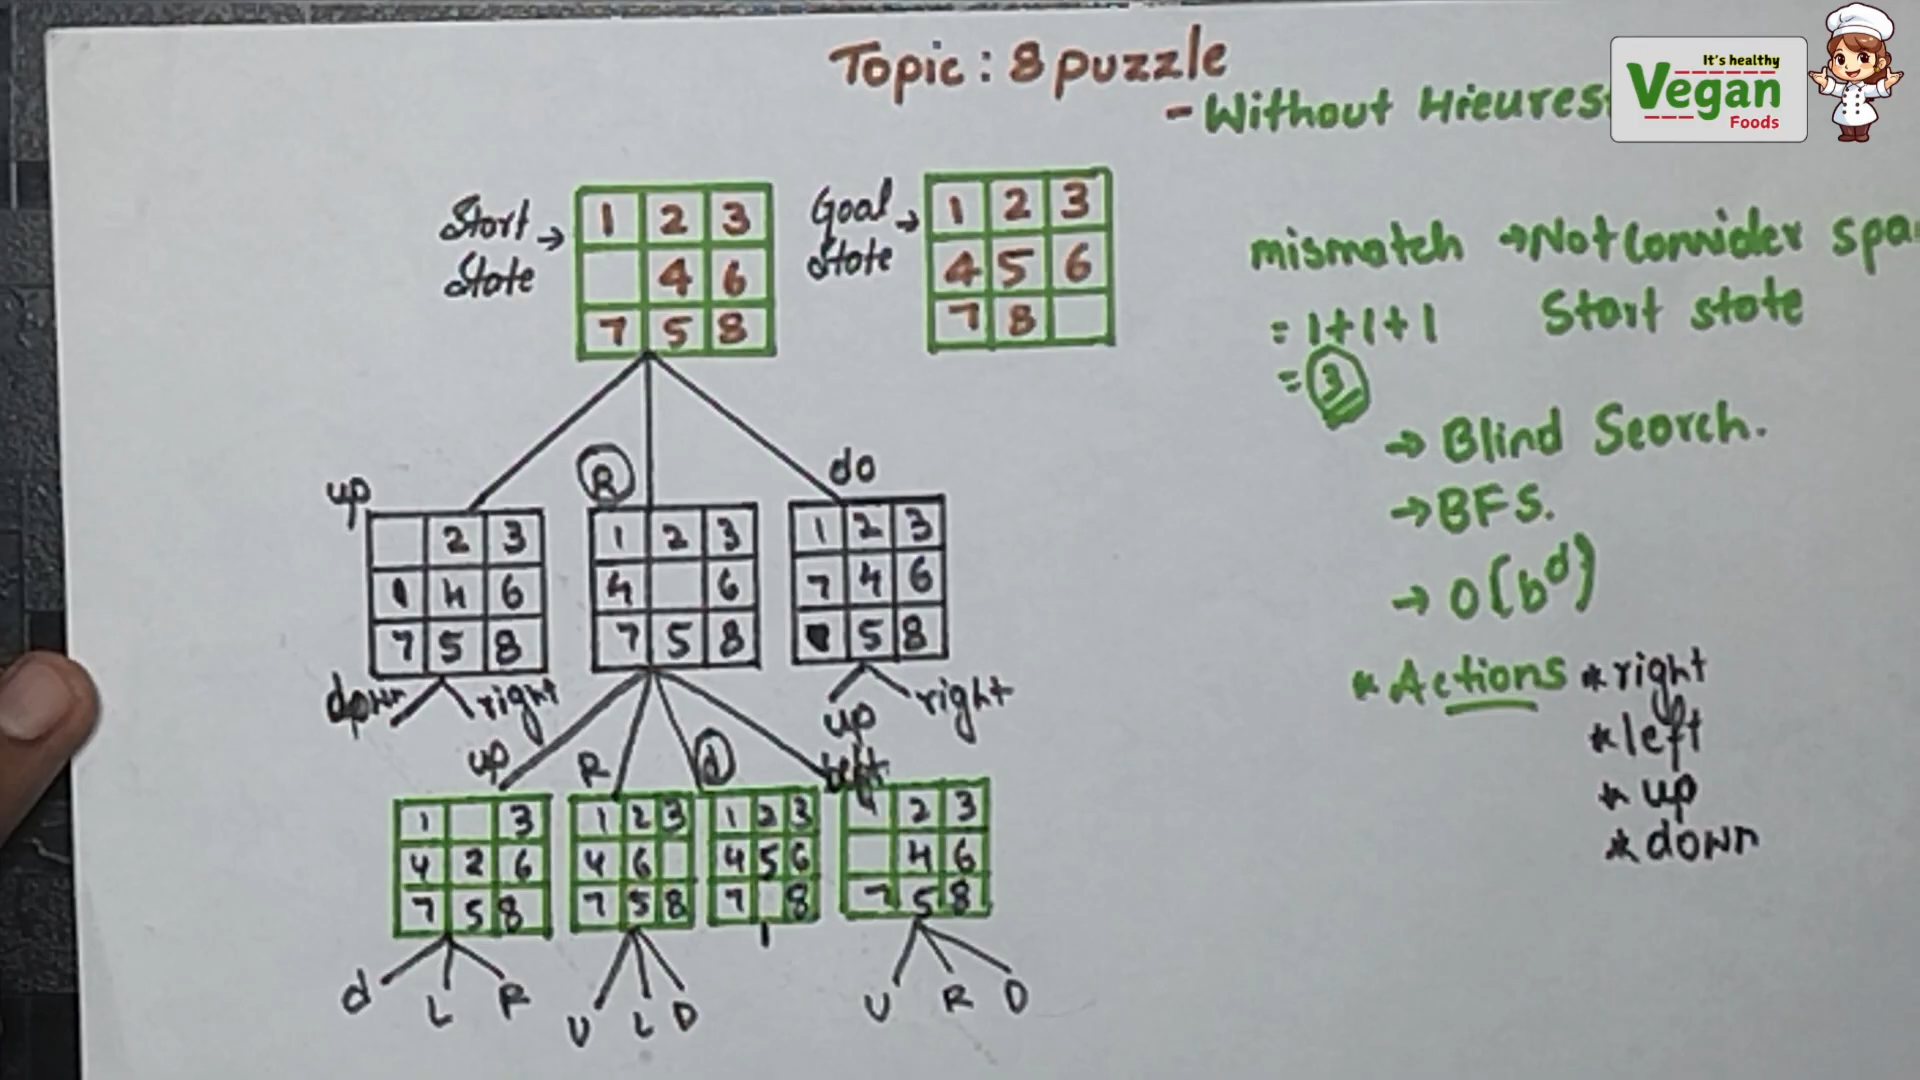 Topic: 8 puzzle
- Without Hieurest
It's healthy
Vegan
Foods
Start
State
1 2 3
4 6
7 5 8
Goal
State
1 2 3
4 5 6
7 8
mismatch → Not Consider spa
= 1+1+1 Start state
= 3
→ Blind Search.
→ BFS.
→ O(b^d)
* Actions * right
* left
* up
* down
up
2 3
1 4 6
7 5 8
down right
R
1 2 3
4 6
7 5 8
do
1 2 3
7 4 6
5 8
up right
up
1 3
4 2 6
7 5 8
d L R
R
1 2 3
4 6
7 5 8
U L D
d
1 2 3
4 5 6
7 8
left
2 3
4 6
7 5 8
U R D